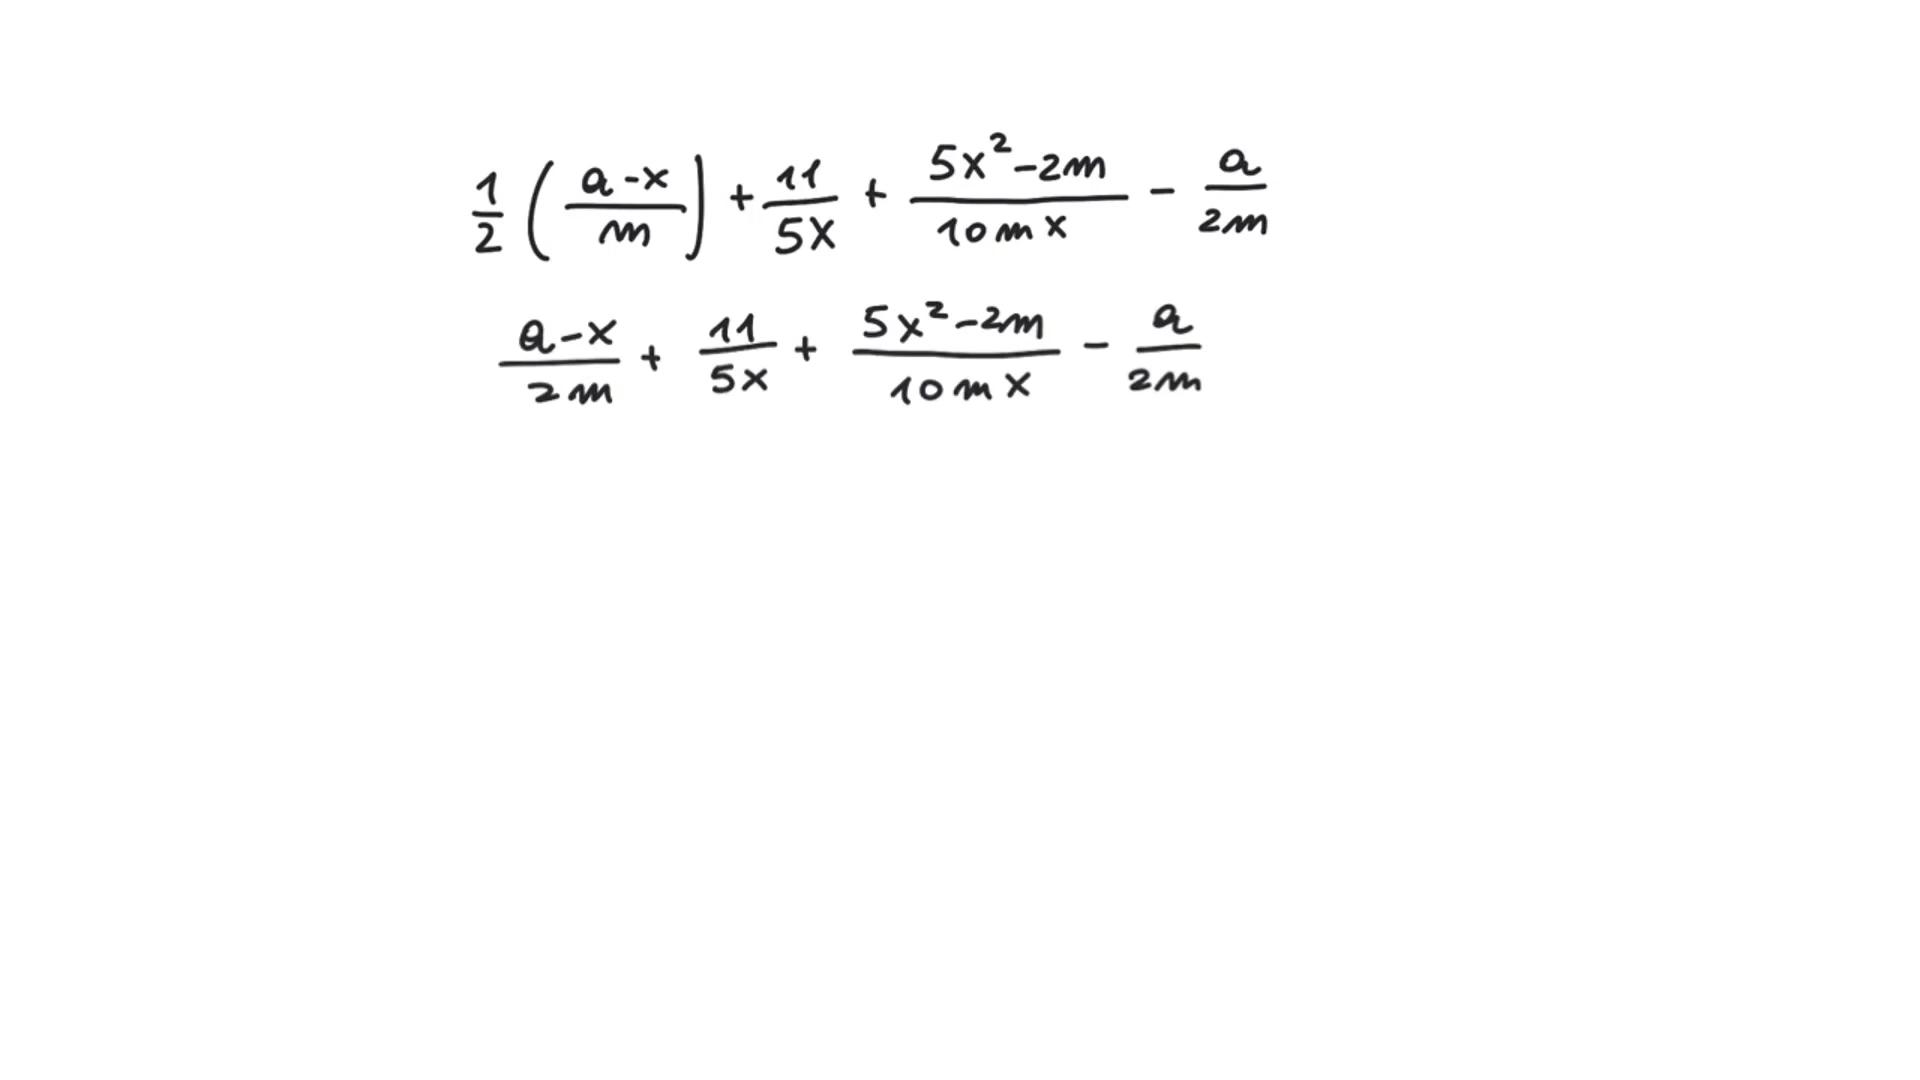 1/2 ( (a-x)/m ) + 11/5x + (5x²-2m)/(10mx) - a/2m
(a-x)/2m + 11/5x + (5x²-2m)/(10mx) - a/2m